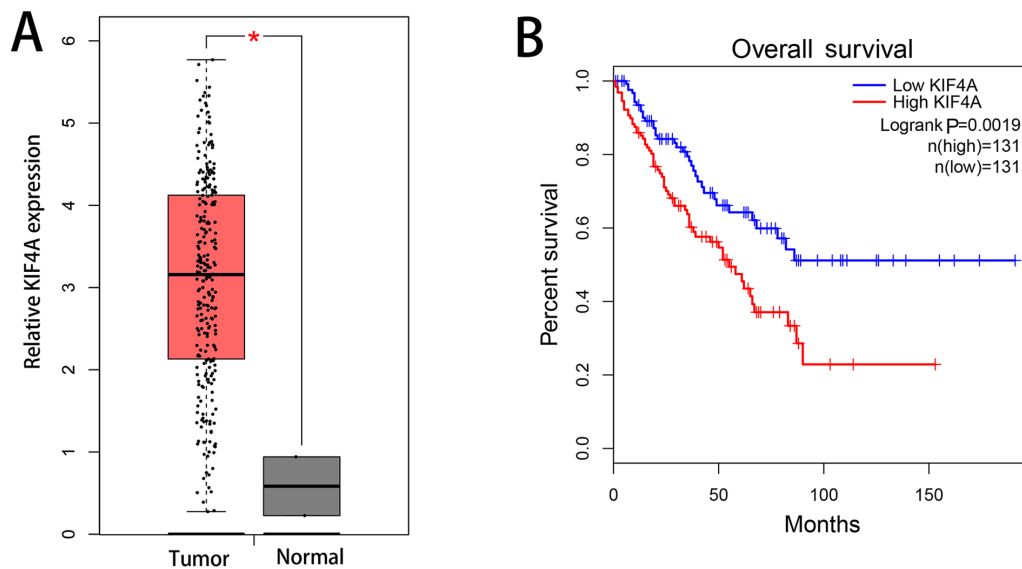 A
Relative KIF4A expression
6
5
4
3
2
1
0
*
Tumor
Normal
B
Overall survival
Percent survival
1.0
0.8
0.6
0.4
0.2
0.0
Low KIF4A
High KIF4A
Logrank P=0.0019
n(high)=131
n(low)=131
0
50
100
150
Months